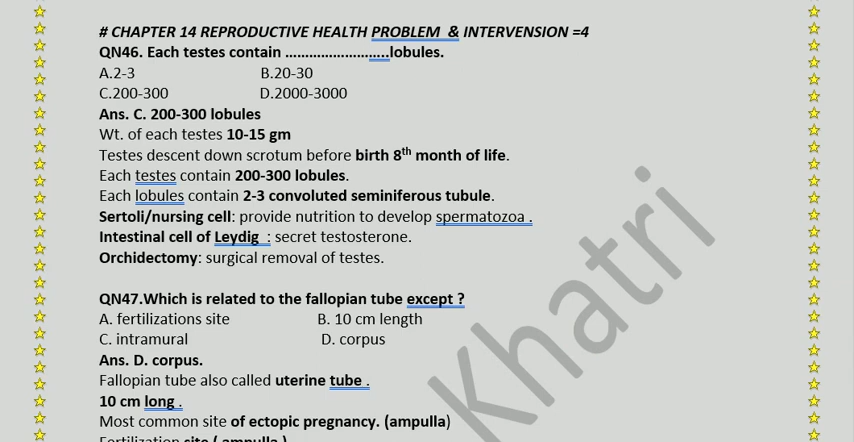 # CHAPTER 14 REPRODUCTIVE HEALTH PROBLEM & INTERVENSION =4
QN46. Each testes contain ............................lobules.
A.2-3 B.20-30
C.200-300 D.2000-3000
Ans. C. 200-300 lobules
Wt. of each testes 10-15 gm
Testes descent down scrotum before birth 8th month of life.
Each testes contain 200-300 lobules.
Each lobules contain 2-3 convoluted seminiferous tubule.
Sertoli/nursing cell: provide nutrition to develop spermatozoa .
Intestinal cell of Leydig : secret testosterone.
Orchidectomy: surgical removal of testes.
QN47.Which is related to the fallopian tube except ?
A. fertilizations site B. 10 cm length
C. intramural D. corpus
Ans. D. corpus.
Fallopian tube also called uterine tube .
10 cm long .
Most common site of ectopic pregnancy. (ampulla)
Fertilization site ( ampulla )
Khatri